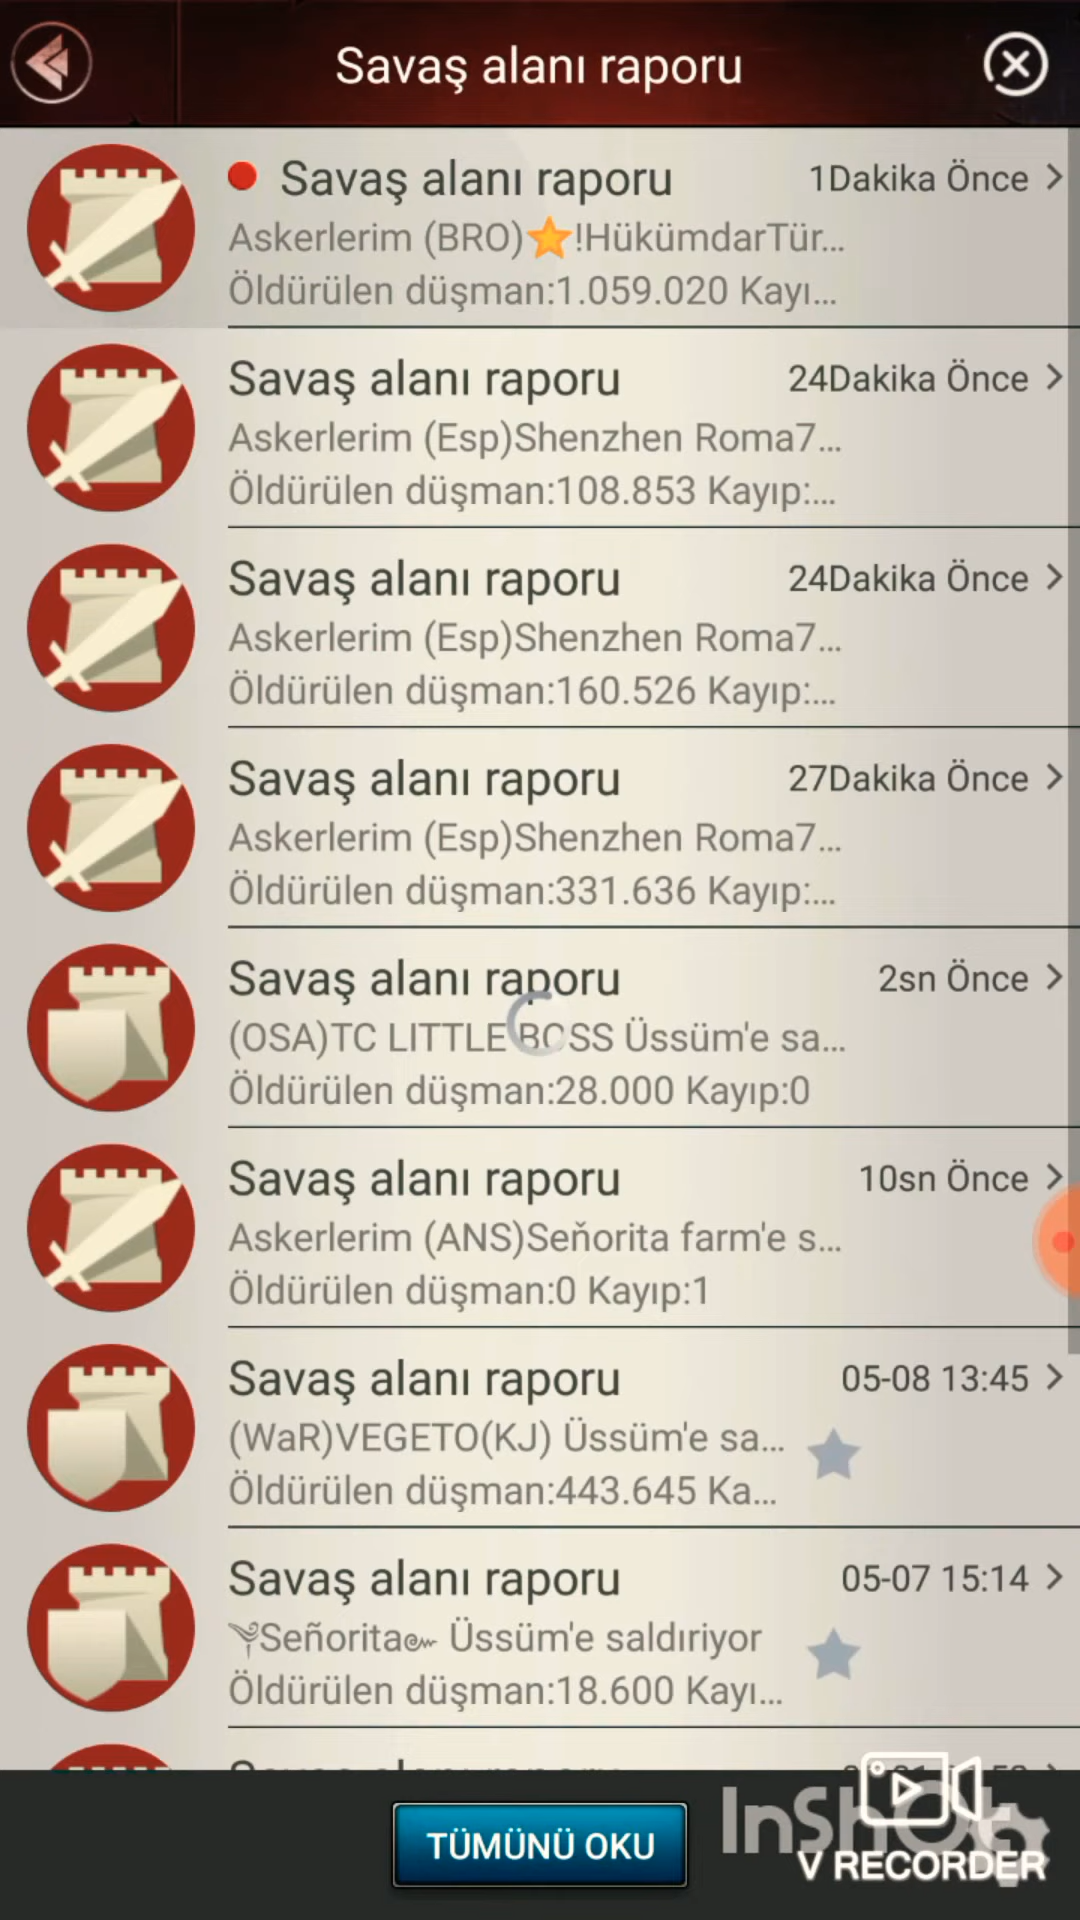 Savaş alanı raporu
Savaş alanı raporu
1Dakika Önce
Askerlerim (BRO)⭐!HükümdarTür...
Öldürülen düşman:1.059.020 Kayı...
Savaş alanı raporu
24Dakika Önce
Askerlerim (Esp)Shenzhen Roma7...
Öldürülen düşman:108.853 Kayıp:...
Savaş alanı raporu
24Dakika Önce
Askerlerim (Esp)Shenzhen Roma7...
Öldürülen düşman:160.526 Kayıp:...
Savaş alanı raporu
27Dakika Önce
Askerlerim (Esp)Shenzhen Roma7...
Öldürülen düşman:331.636 Kayıp:...
Savaş alanı raporu
2sn Önce
(OSA)TC LITTLE BOSS Üssüm'e sa...
Öldürülen düşman:28.000 Kayıp:0
Savaş alanı raporu
10sn Önce
Askerlerim (ANS)Seňorita farm'e s...
Öldürülen düşman:0 Kayıp:1
Savaş alanı raporu
05-08 13:45
(WaR)VEGETO(KJ) Üssüm'e sa...
Öldürülen düşman:443.645 Ka...
Savaş alanı raporu
05-07 15:14
Señorita Üssüm'e saldırıyor
Öldürülen düşman:18.600 Kayı...
TÜMÜNÜ OKU
InShOt
V RECORDER